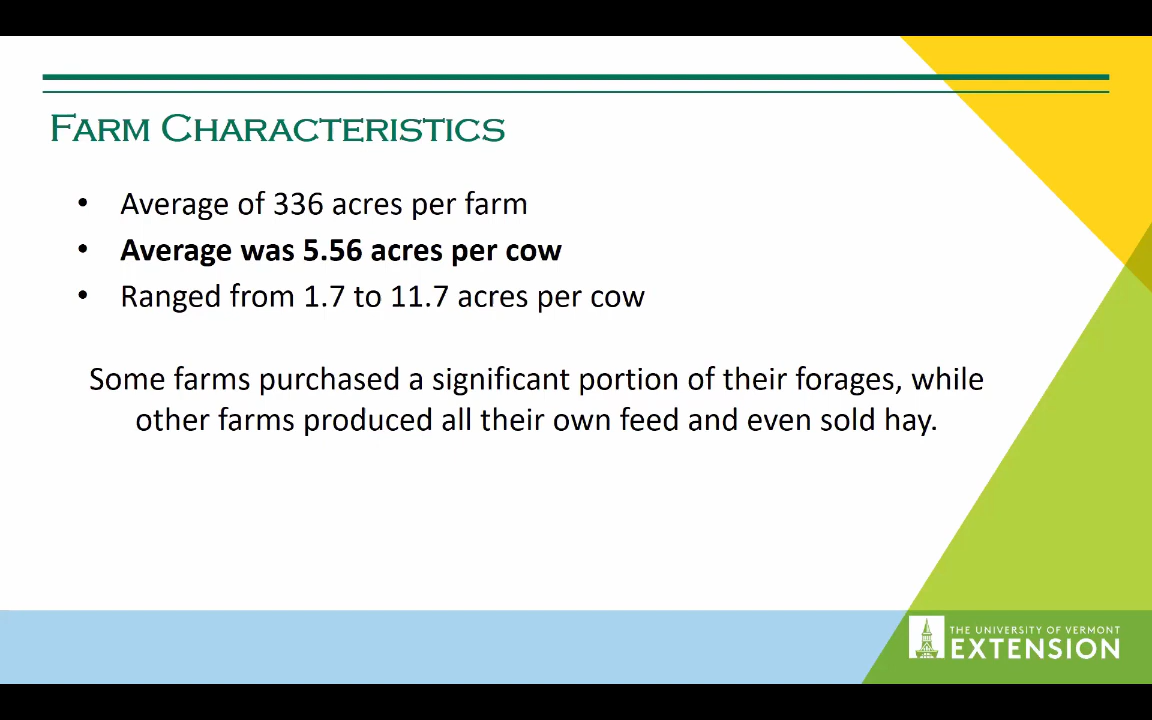 Farm Characteristics
• Average of 336 acres per farm
• Average was 5.56 acres per cow
• Ranged from 1.7 to 11.7 acres per cow
Some farms purchased a significant portion of their forages, while
other farms produced all their own feed and even sold hay.
THE UNIVERSITY OF VERMONT
EXTENSION